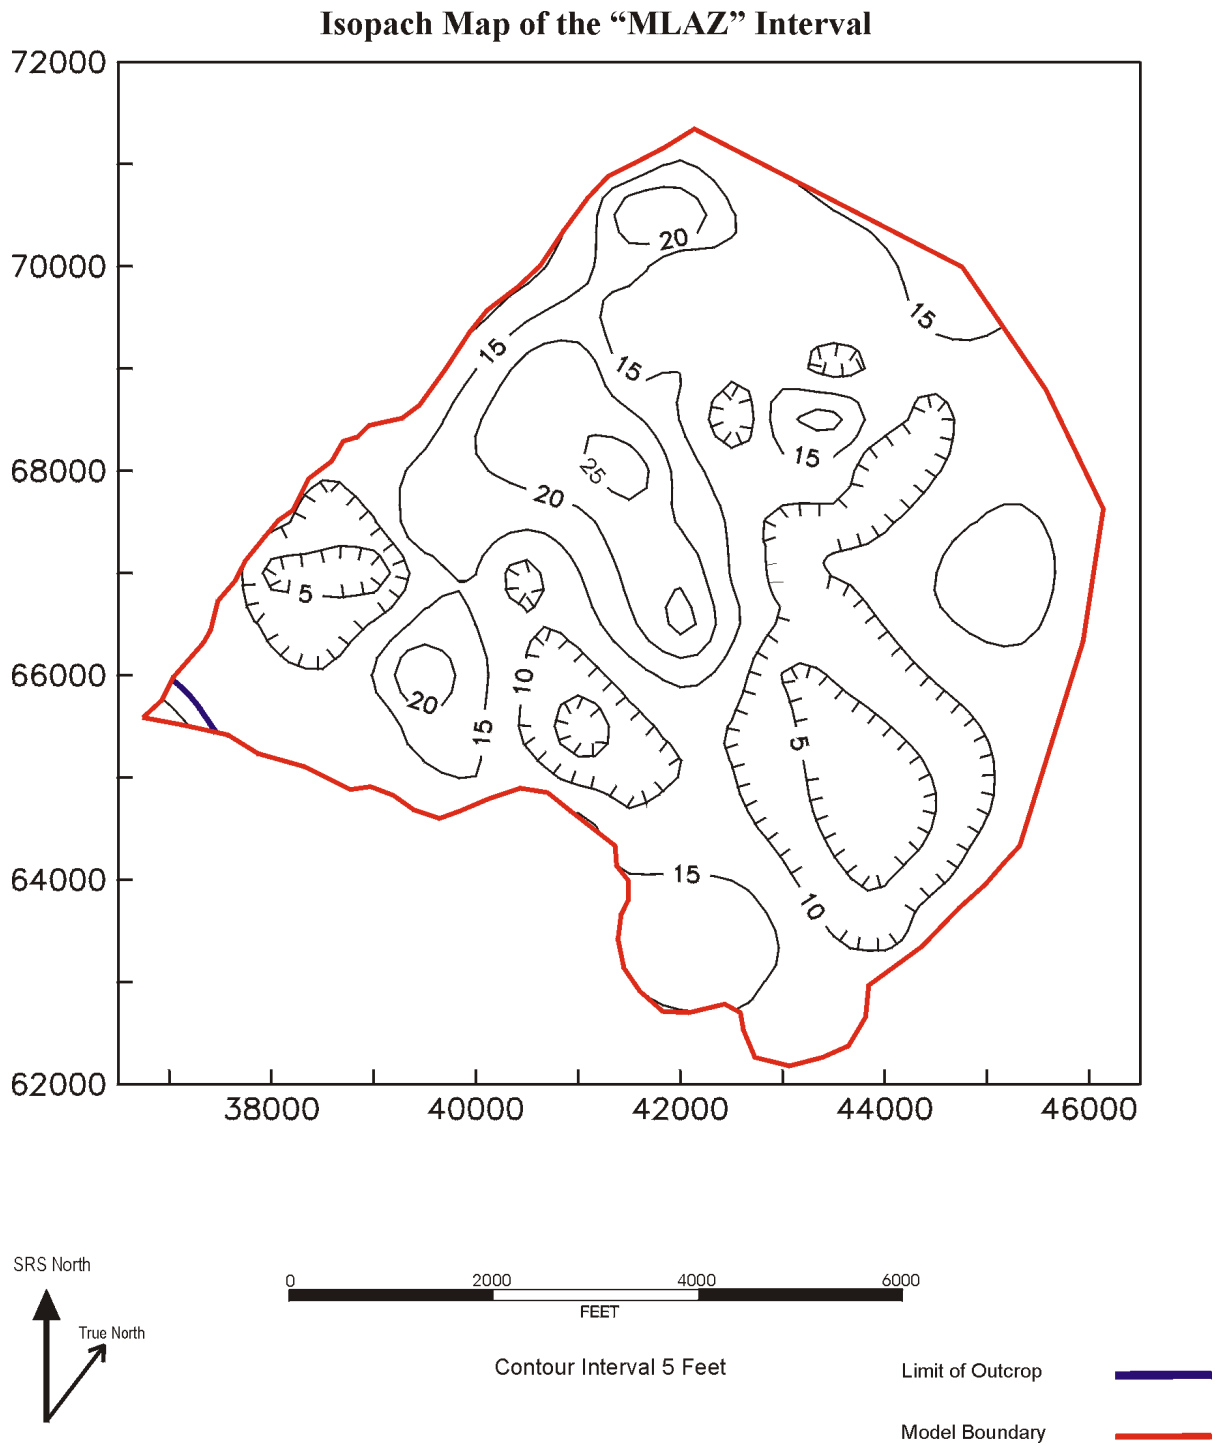 Isopach Map of the “MLAZ” Interval
72000
70000
68000
66000
64000
62000
38000 40000 42000 44000 46000
20
15
15
15
15
25
20
5
10
20
15
5
15
10
SRS North
True North
0 2000 4000 6000
FEET
Contour Interval 5 Feet
Limit of Outcrop
Model Boundary